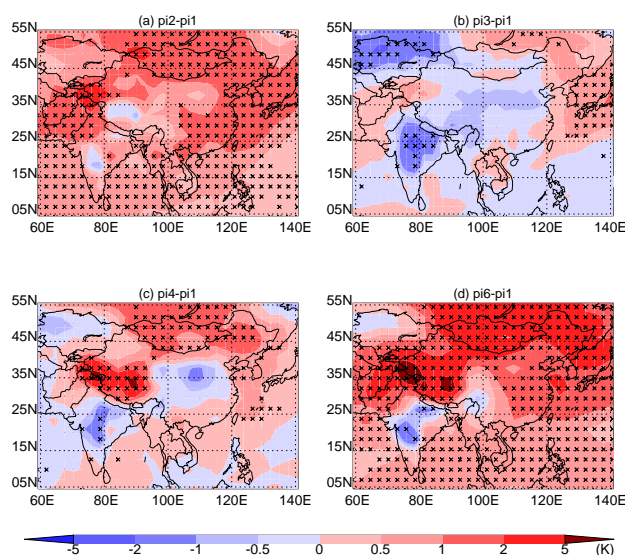 (a) pi2-pi1
(b) pi3-pi1
55N
45N
35N
25N
15N
05N
60E 80E 100E 120E 140E
55N
45N
35N
25N
15N
05N
60E 80E 100E 120E 140E
(c) pi4-pi1
(d) pi6-pi1
55N
45N
35N
25N
15N
05N
60E 80E 100E 120E 140E
55N
45N
35N
25N
15N
05N
60E 80E 100E 120E 140E
-5 -2 -1 -0.5 0 0.5 1 2 5 (K)